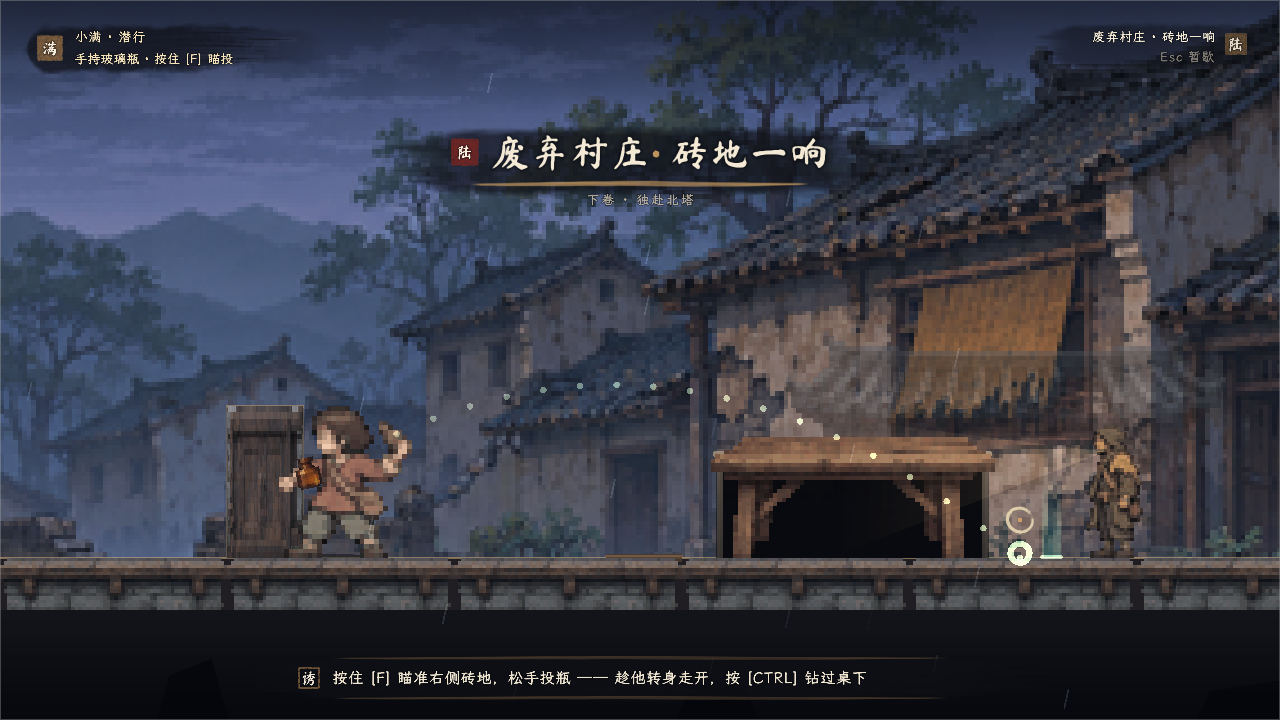 满
小满 · 潜行
手持玻璃瓶 · 按住 [F] 瞄投
废弃村庄 · 砖地一响
陆
Esc 暂歇
陆 废弃村庄·砖地一响
下卷 · 独赴北塔
诱 按住 [F] 瞄准右侧砖地，松手投瓶 —— 趁他转身走开，按 [CTRL] 钻过桌下